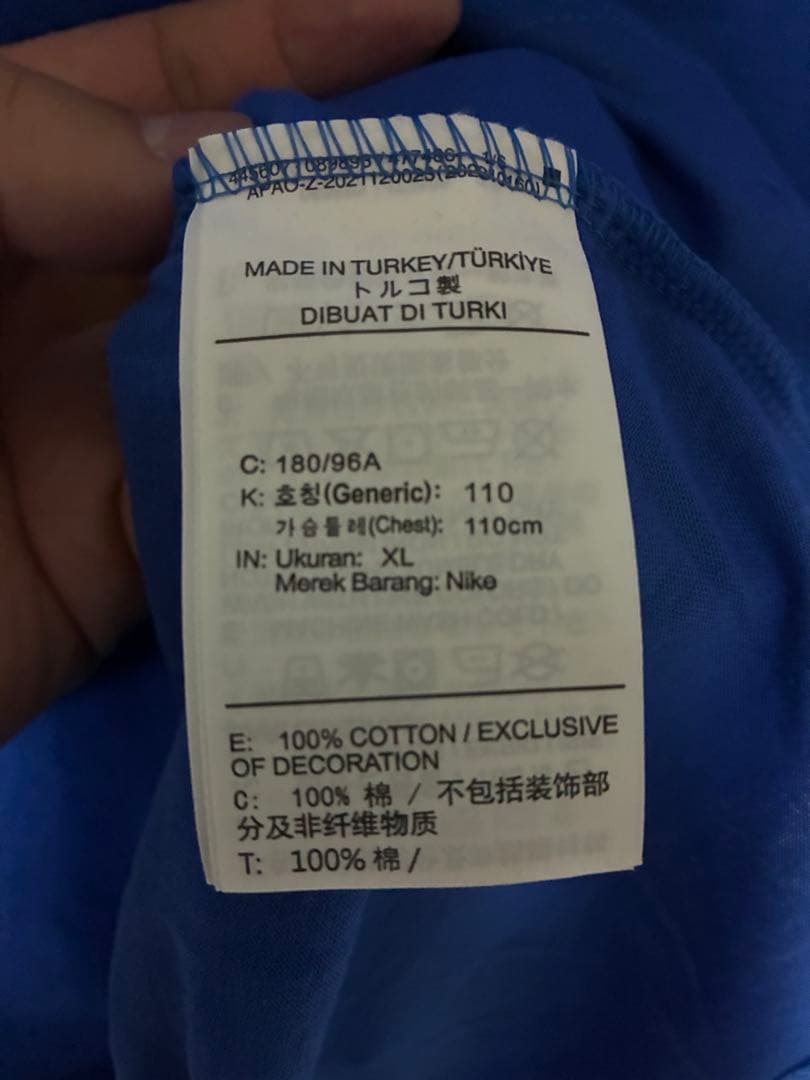 MADE IN TURKEY/TÜRKİYE
トルコ製
DIBUAT DI TURKI
C: 180/96A
K: 호칭(Generic): 110
가슴둘레(Chest): 110cm
IN: Ukuran: XL
Merek Barang: Nike
E: 100% COTTON / EXCLUSIVE
OF DECORATION
C: 100% 棉 / 不包括装饰部
分及非纤维物质
T: 100% 棉 /